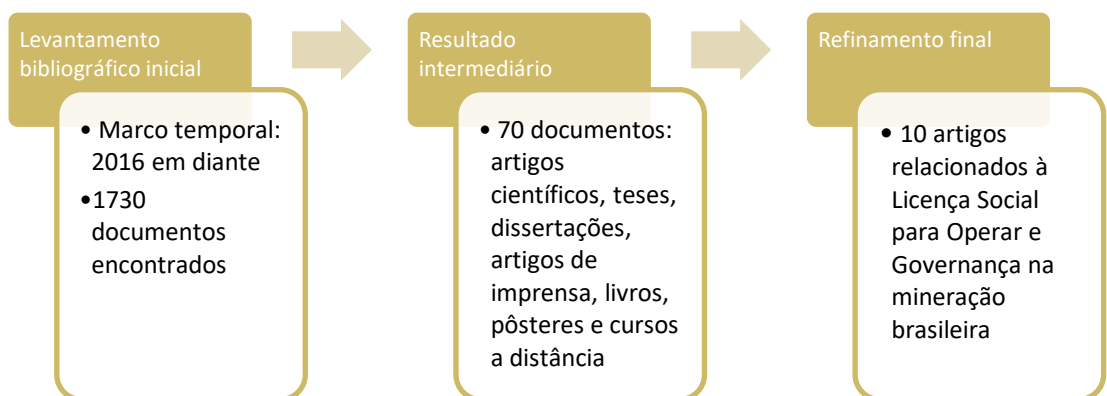 Levantamento
bibliográfico inicial
• Marco temporal:
2016 em diante
•1730
documentos
encontrados
Resultado
intermediário
• 70 documentos:
artigos
científicos, teses,
dissertações,
artigos de
imprensa, livros,
pôsteres e cursos
a distância
Refinamento final
• 10 artigos
relacionados à
Licença Social
para Operar e
Governança na
mineração
brasileira